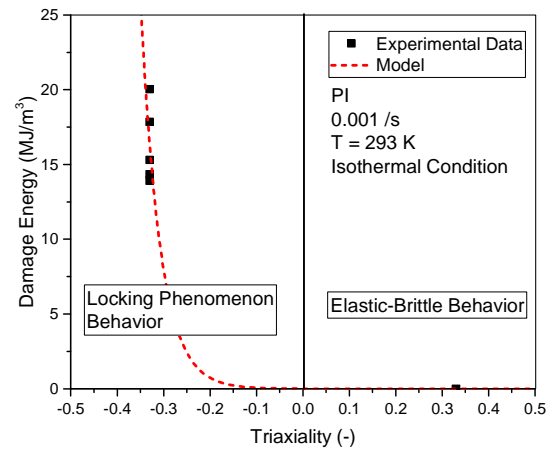 25
20
15
10
5
0
Damage Energy (MJ/m³)
Experimental Data
Model
PI
0.001 /s
T = 293 K
Isothermal Condition
Locking Phenomenon
Behavior
Elastic-Brittle Behavior
-0.5 -0.4 -0.3 -0.2 -0.1 0.0 0.1 0.2 0.3 0.4 0.5
Triaxiality (-)